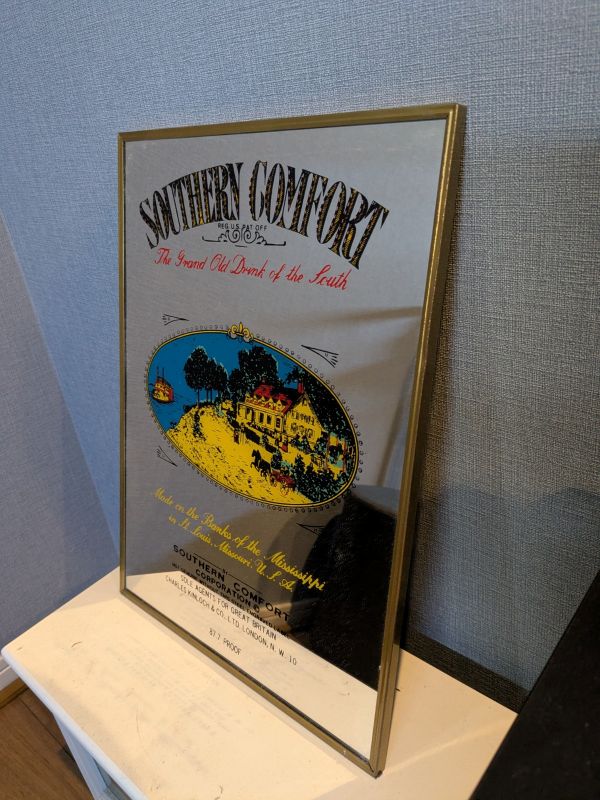 SOUTHERN COMFORT
REG. U.S. PAT. OFF.
The Grand Old Drink of the South
Made on the Banks of the Mississippi
in St. Louis, Missouri, U.S.A.
BY
SOUTHERN COMFORT
CORPORATION
SOLE AGENTS FOR GREAT BRITAIN
CHARLES KINLOCH & CO., LTD. LONDON, N.W. 10
87.7 PROOF